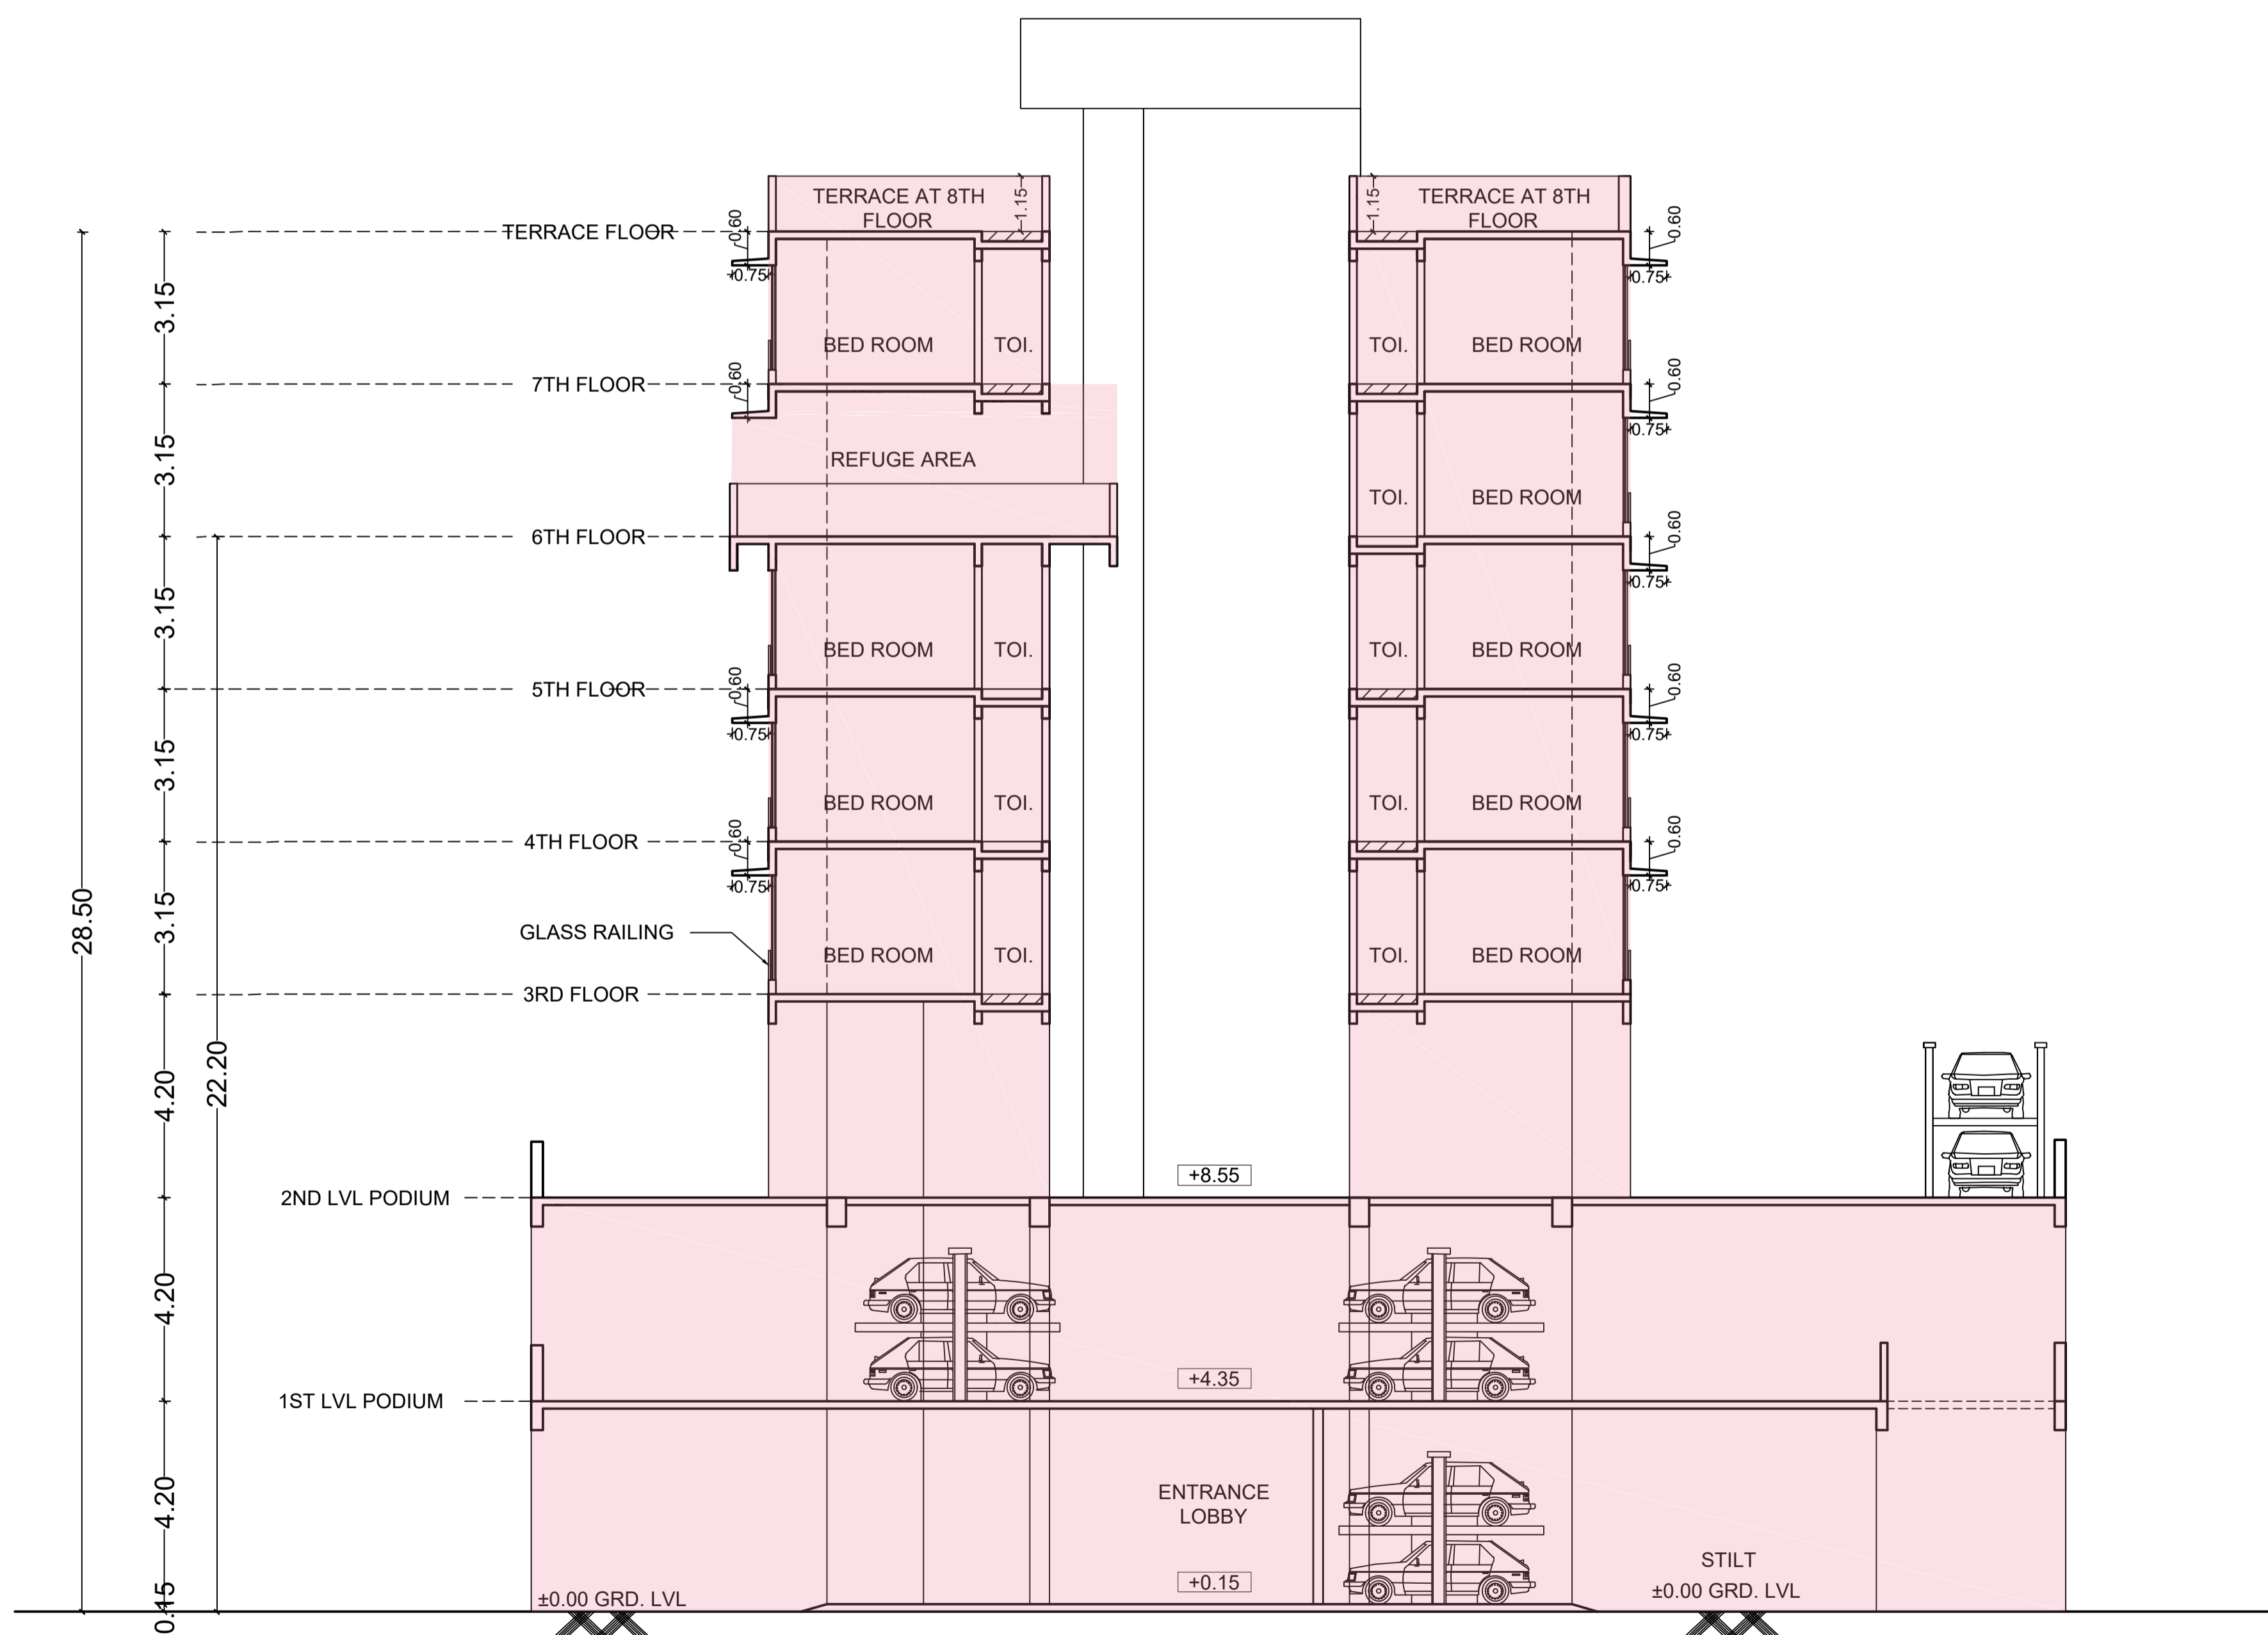 TERRACE AT 8TH
FLOOR
1.15
1.15
TERRACE AT 8TH
FLOOR
TERRACE FLOOR
0.60
0.60
0.75
0.75
3.15
BED ROOM
TOI.
TOI.
BED ROOM
7TH FLOOR
0.60
0.60
0.75
3.15
REFUGE AREA
TOI.
BED ROOM
6TH FLOOR
0.60
0.75
3.15
BED ROOM
TOI.
TOI.
BED ROOM
5TH FLOOR
0.60
0.60
0.75
0.75
3.15
BED ROOM
TOI.
TOI.
BED ROOM
4TH FLOOR
0.60
0.60
0.75
0.75
28.50
3.15
GLASS RAILING
BED ROOM
TOI.
TOI.
BED ROOM
3RD FLOOR
4.20
22.20
+8.55
2ND LVL PODIUM
4.20
+4.35
1ST LVL PODIUM
4.20
ENTRANCE
LOBBY
+0.15
STILT
±0.00 GRD. LVL
±0.00 GRD. LVL
0.15